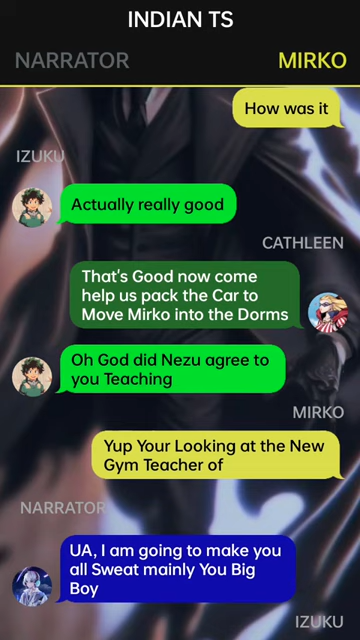 INDIAN TS
NARRATOR
MIRKO
How was it
IZUKU
Actually really good
CATHLEEN
That's Good now come
help us pack the Car to
Move Mirko into the Dorms
Oh God did Nezu agree to
you Teaching
MIRKO
Yup Your Looking at the New
Gym Teacher of
NARRATOR
UA, I am going to make you
all Sweat mainly You Big
Boy
IZUKU